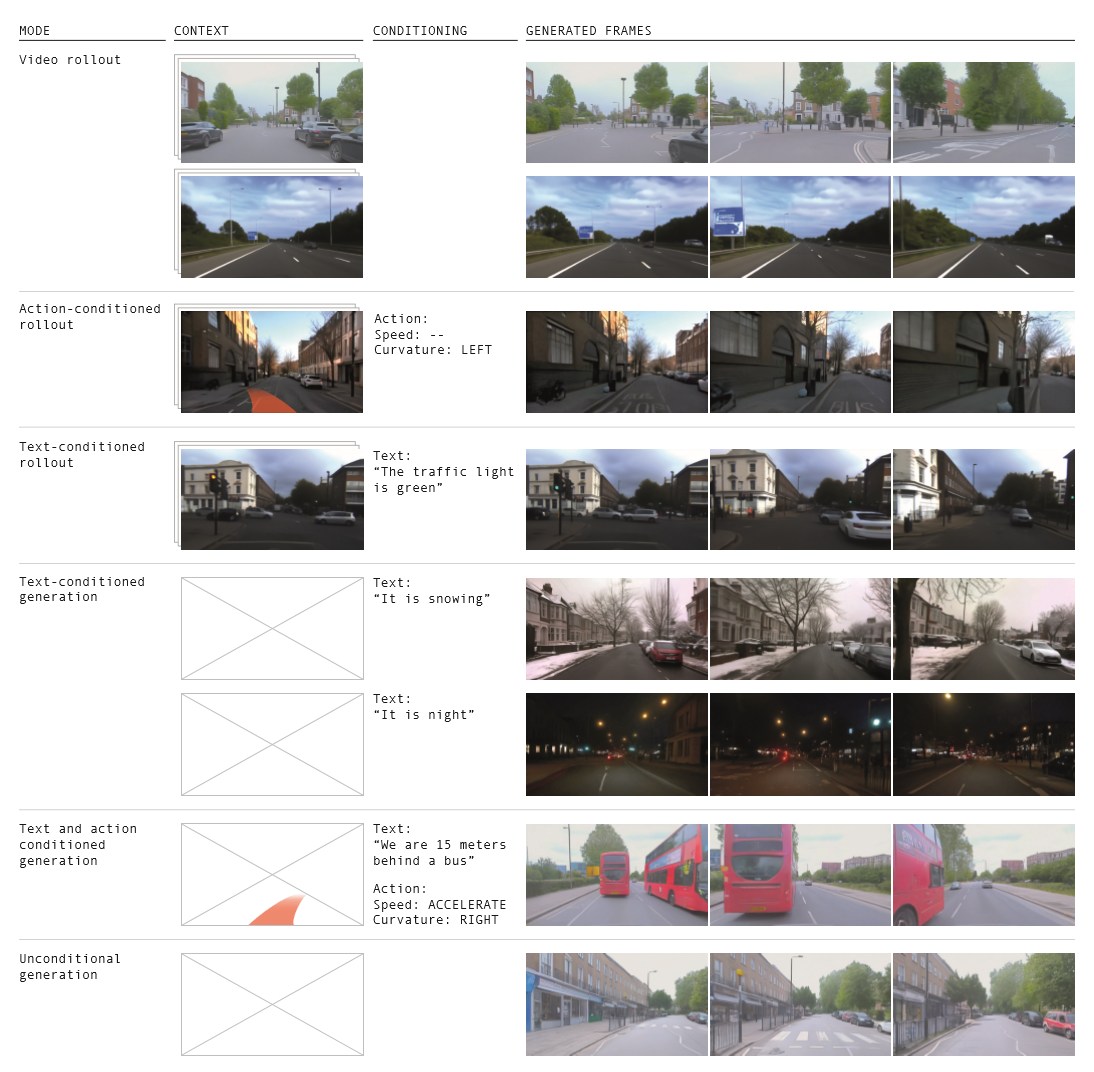 MODE
CONTEXT
CONDITIONING
GENERATED FRAMES
Video rollout
Action-conditioned
rollout
Action:
Speed: --
Curvature: LEFT
BUS
Text-conditioned
rollout
Text:
“The traffic light
is green”
Text-conditioned
generation
Text:
“It is snowing”
Text:
“It is night”
Text and action
conditioned
generation
Text:
“We are 15 meters
behind a bus”
Action:
Speed: ACCELERATE
Curvature: RIGHT
Unconditional
generation